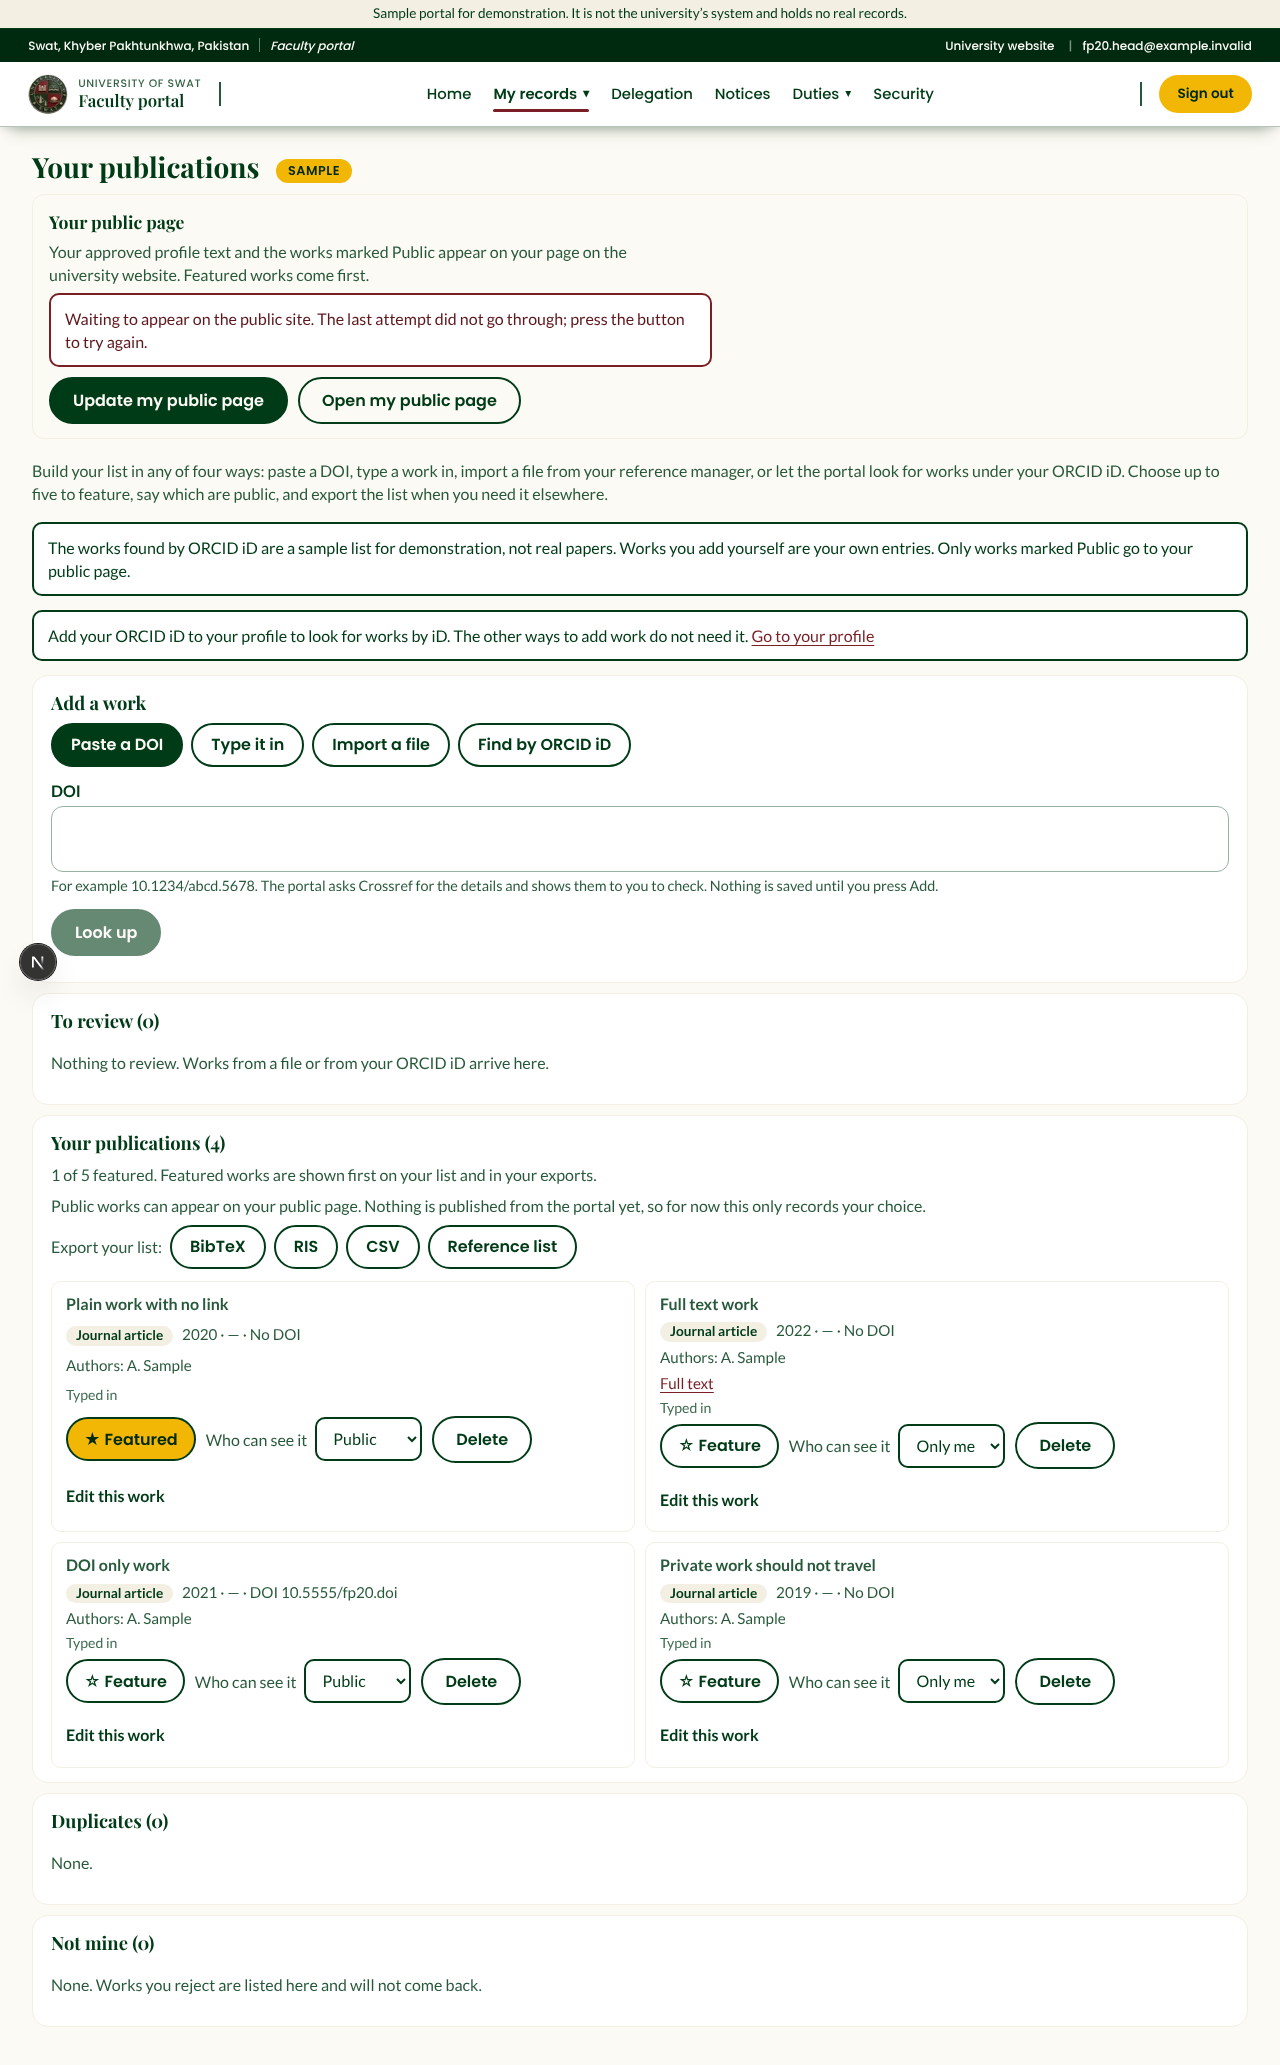 Sample portal for demonstration. It is not the university's system and holds no real records.
Swat, Khyber Pakhtunkhwa, Pakistan | Faculty portal
University website | fp20.head@example.invalid
UNIVERSITY OF SWAT
Faculty portal
Home My records ▾ Delegation Notices Duties ▾ Security
Sign out
Your publications SAMPLE
Your public page
Your approved profile text and the works marked Public appear on your page on the
university website. Featured works come first.
Waiting to appear on the public site. The last attempt did not go through; press the button
to try again.
Update my public page Open my public page
Build your list in any of four ways: paste a DOI, type a work in, import a file from your reference manager, or let the portal look for works under your ORCID iD. Choose up to
five to feature, say which are public, and export the list when you need it elsewhere.
The works found by ORCID iD are a sample list for demonstration, not real papers. Works you add yourself are your own entries. Only works marked Public go to your
public page.
Add your ORCID iD to your profile to look for works by iD. The other ways to add work do not need it. Go to your profile
Add a work
Paste a DOI Type it in Import a file Find by ORCID iD
DOI
For example 10.1234/abcd.5678. The portal asks Crossref for the details and shows them to you to check. Nothing is saved until you press Add.
Look up
N
To review (0)
Nothing to review. Works from a file or from your ORCID iD arrive here.
Your publications (4)
1 of 5 featured. Featured works are shown first on your list and in your exports.
Public works can appear on your public page. Nothing is published from the portal yet, so for now this only records your choice.
Export your list: BibTeX RIS CSV Reference list
Plain work with no link
Journal article 2020 · — · No DOI
Authors: A. Sample
Typed in
★ Featured Who can see it Public Delete
Edit this work
Full text work
Journal article 2022 · — · No DOI
Authors: A. Sample
Full text
Typed in
☆ Feature Who can see it Only me Delete
Edit this work
DOI only work
Journal article 2021 · — · DOI 10.5555/fp20.doi
Authors: A. Sample
Typed in
☆ Feature Who can see it Public Delete
Edit this work
Private work should not travel
Journal article 2019 · — · No DOI
Authors: A. Sample
Typed in
☆ Feature Who can see it Only me Delete
Edit this work
Duplicates (0)
None.
Not mine (0)
None. Works you reject are listed here and will not come back.